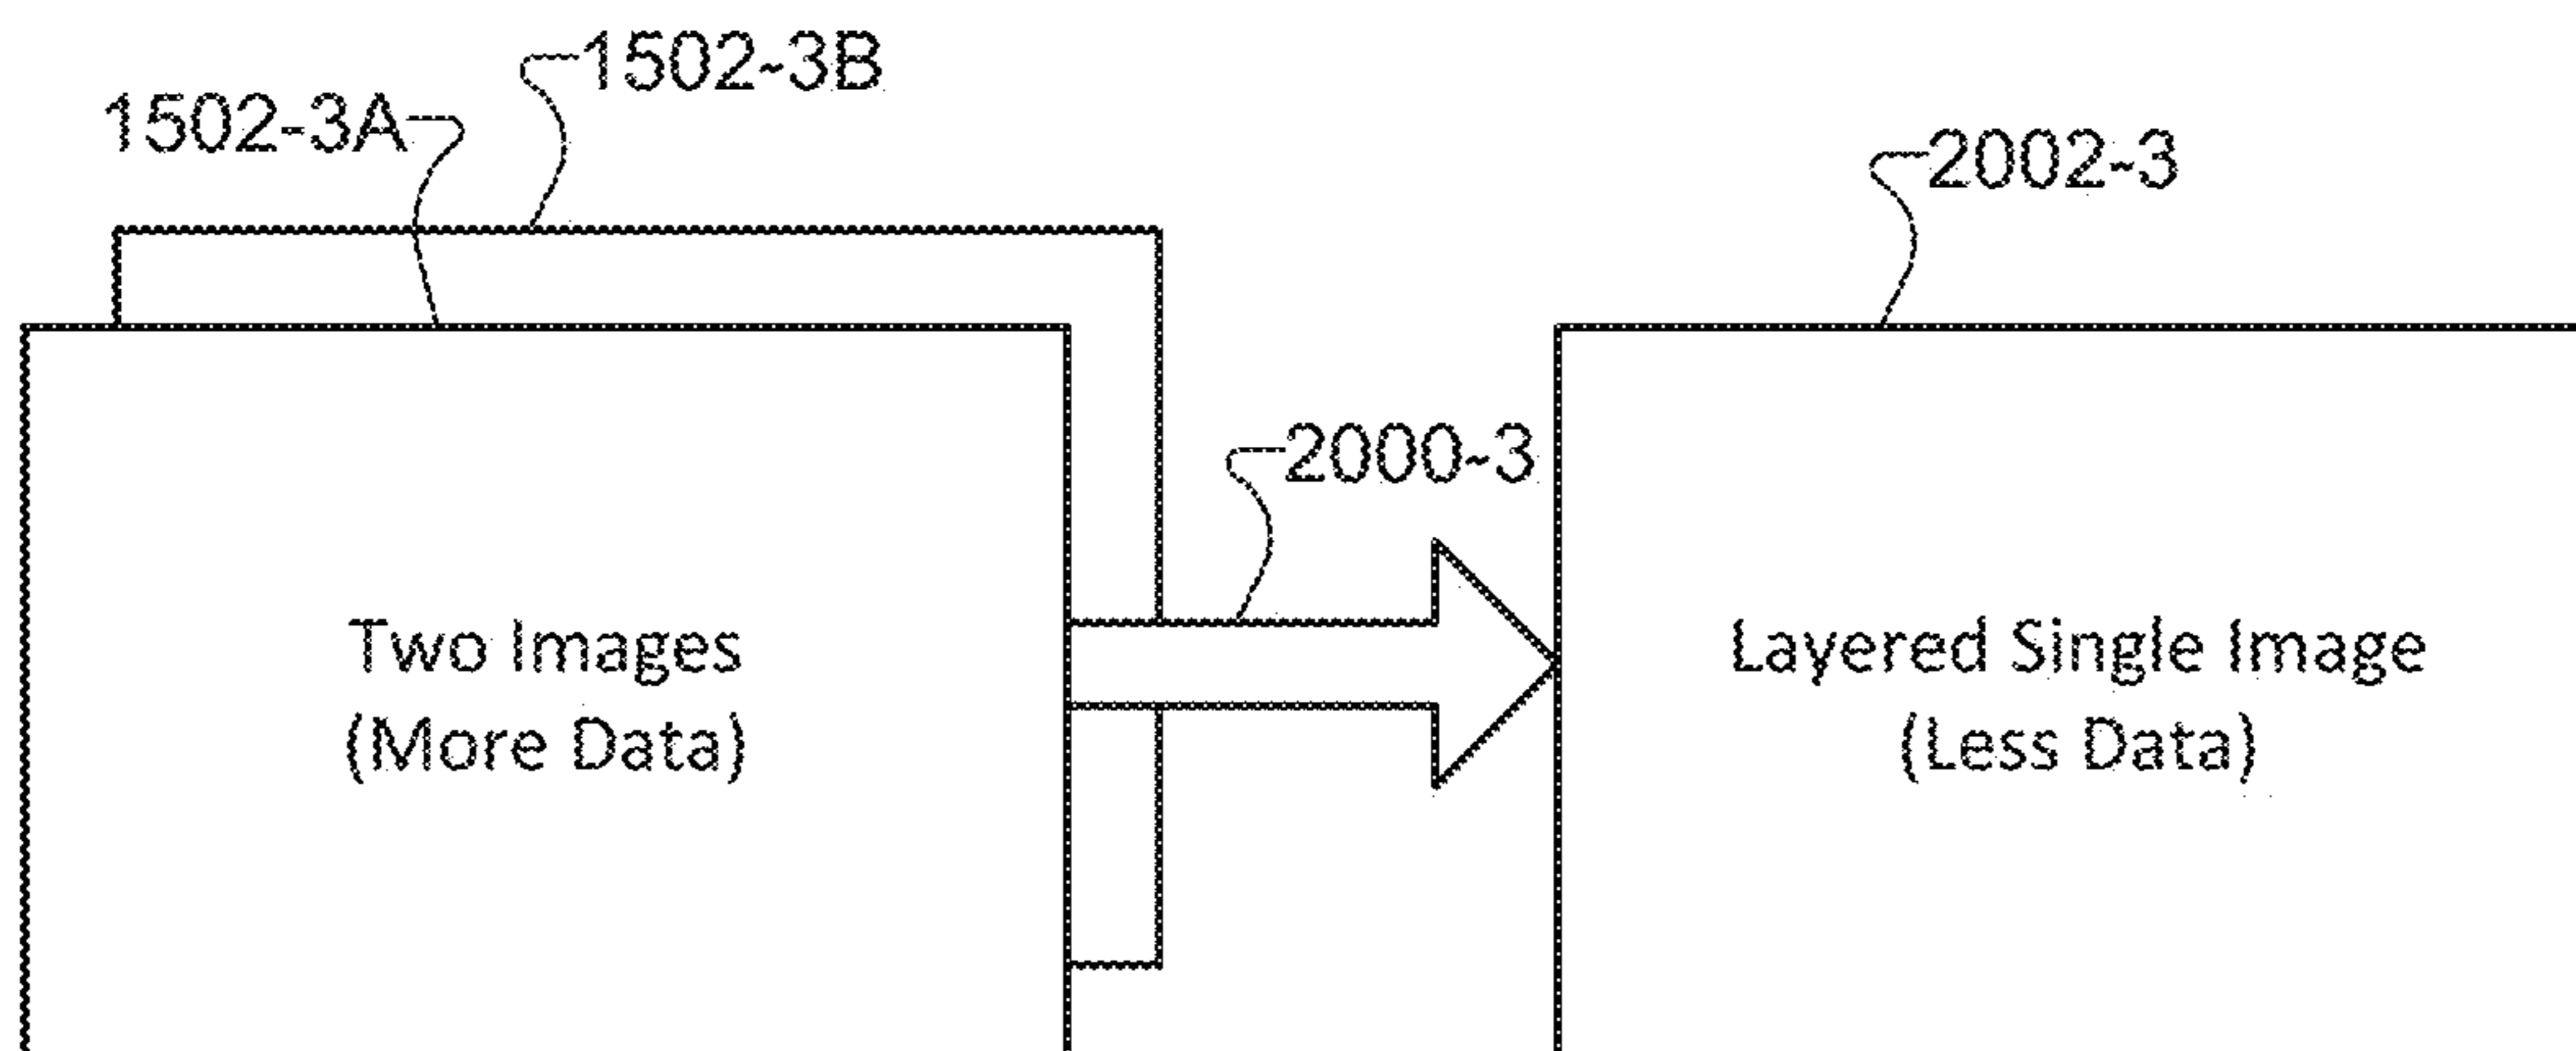 1502-3B
1502-3A
2002-3
2000-3
Two Images
(More Data)
Layered Single Image
(Less Data)